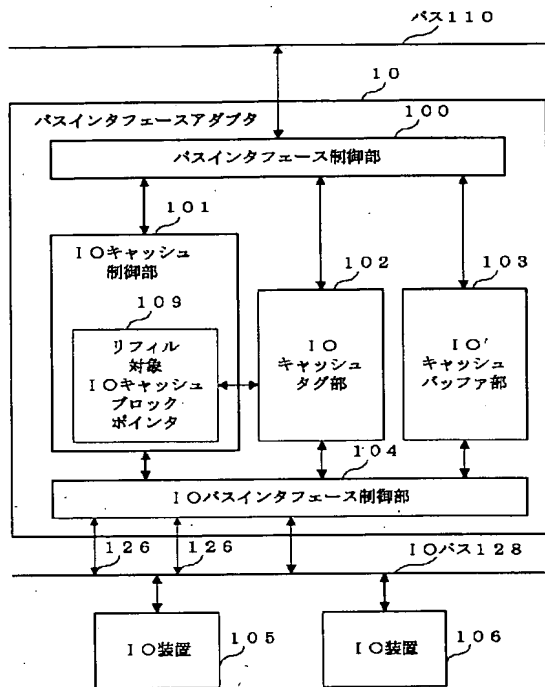 バス110
10
バスインタフェースアダプタ
100
バスインタフェース制御部
101
IOキャッシュ
制御部
109
リフィル
対象
IOキャッシュ
ブロック
ポインタ
102
IO
キャッシュ
タグ部
103
IO
キャッシュ
バッファ部
104
IOバスインタフェース制御部
126
126
IOバス128
IO装置
105
IO装置
106